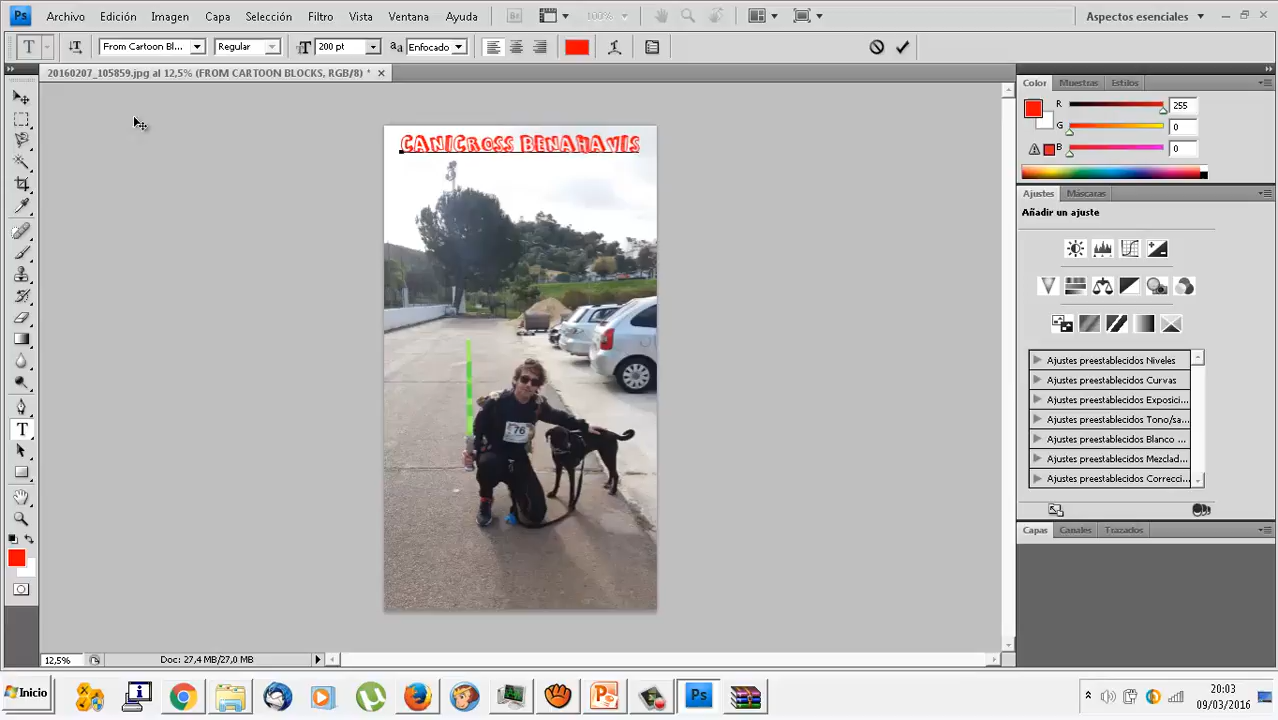 Ps Archivo Edición Imagen Capa Selección Filtro Vista Ventana Ayuda Br 100% Aspectos esenciales
T From Cartoon Bl... Regular 200 pt aa Enfocado
20160207_105859.jpg al 12,5% (FROM CARTOON BLOCKS, RGB/8) *
Color Muestras Estilos
R 255
G 0
B 0
CANICROSS BENAHAVIS
Ajustes Máscaras
Añadir un ajuste
Ajustes preestablecidos Niveles
Ajustes preestablecidos Curvas
Ajustes preestablecidos Exposici...
Ajustes preestablecidos Tono/sa...
Ajustes preestablecidos Blanco ...
Ajustes preestablecidos Mezclad...
Ajustes preestablecidos Correcci...
76
T
Capas Canales Trazados
12,5% Doc: 27,4 MB/27,0 MB
Inicio
Ps
20:03
09/03/2016